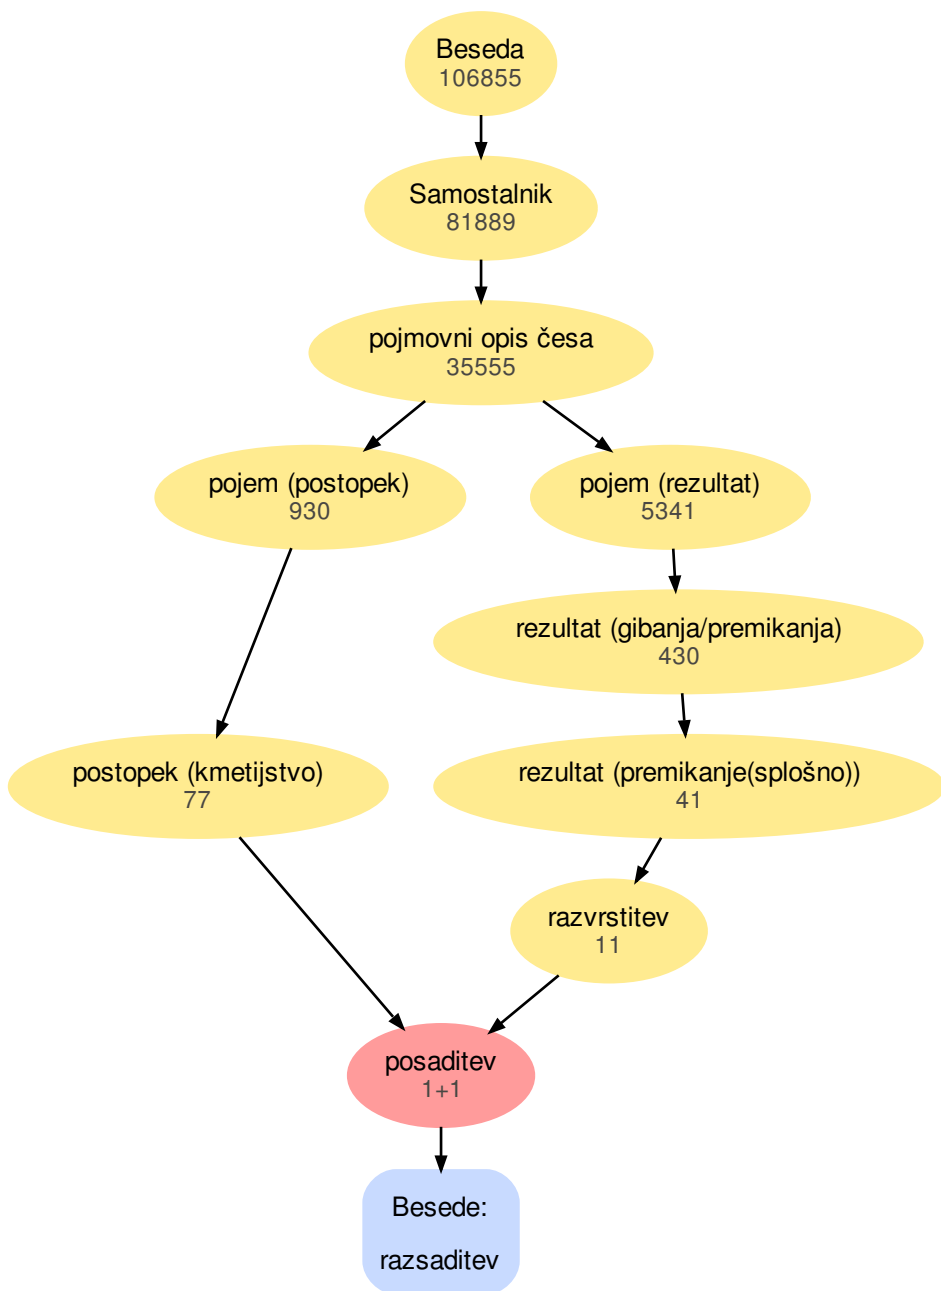 Beseda
106855
Samostalnik
81889
pojmovni opis česa
35555
pojem (postopek)
930
pojem (rezultat)
5341
rezultat (gibanja/premikanja)
430
postopek (kmetijstvo)
77
rezultat (premikanje(splošno))
41
razvrstitev
11
posaditev
1+1
Besede:
razsaditev